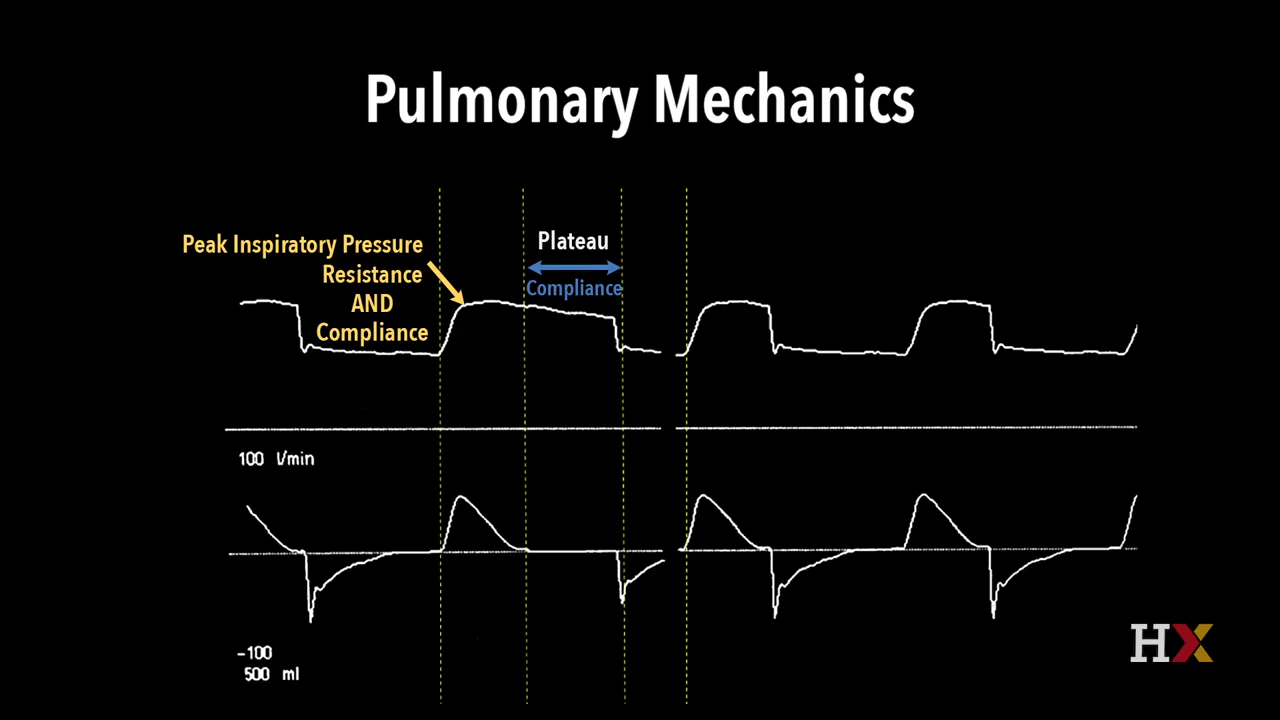 Pulmonary Mechanics
Peak Inspiratory Pressure
Resistance
AND
Compliance
Plateau
Compliance
100 l/min
-100
500 ml
HX